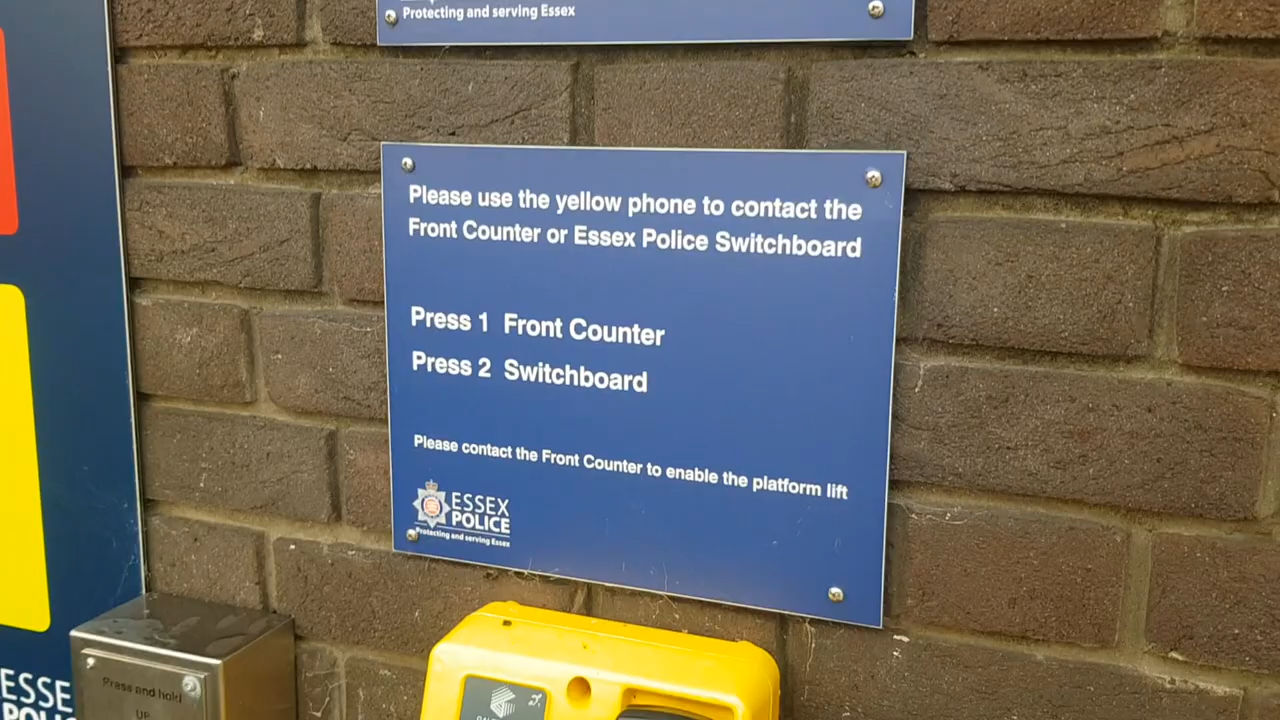 Protecting and serving Essex
Please use the yellow phone to contact the
Front Counter or Essex Police Switchboard
Press 1 Front Counter
Press 2 Switchboard
Please contact the Front Counter to enable the platform lift
ESSEX
POLICE
Protecting and serving Essex
Press and hold
UP
ESSE
POLI